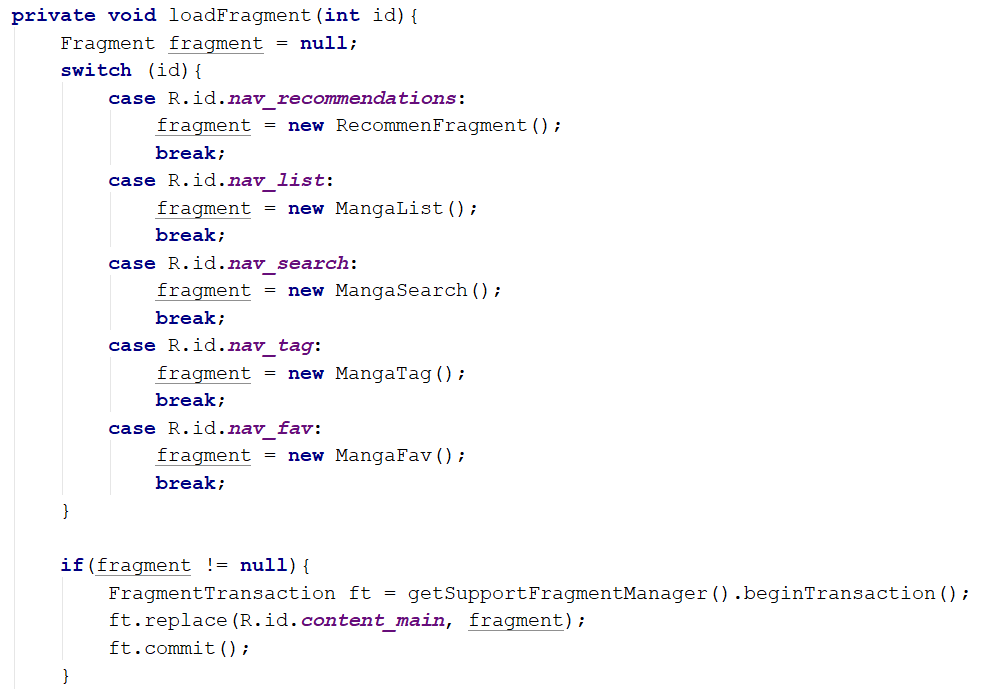 private void loadFragment(int id){
    Fragment fragment = null;
    switch (id){
        case R.id.nav_recommendations:
            fragment = new RecommenFragment();
            break;
        case R.id.nav_list:
            fragment = new MangaList();
            break;
        case R.id.nav_search:
            fragment = new MangaSearch();
            break;
        case R.id.nav_tag:
            fragment = new MangaTag();
            break;
        case R.id.nav_fav:
            fragment = new MangaFav();
            break;
    }

    if(fragment != null){
        FragmentTransaction ft = getSupportFragmentManager().beginTransaction();
        ft.replace(R.id.content_main, fragment);
        ft.commit();
    }